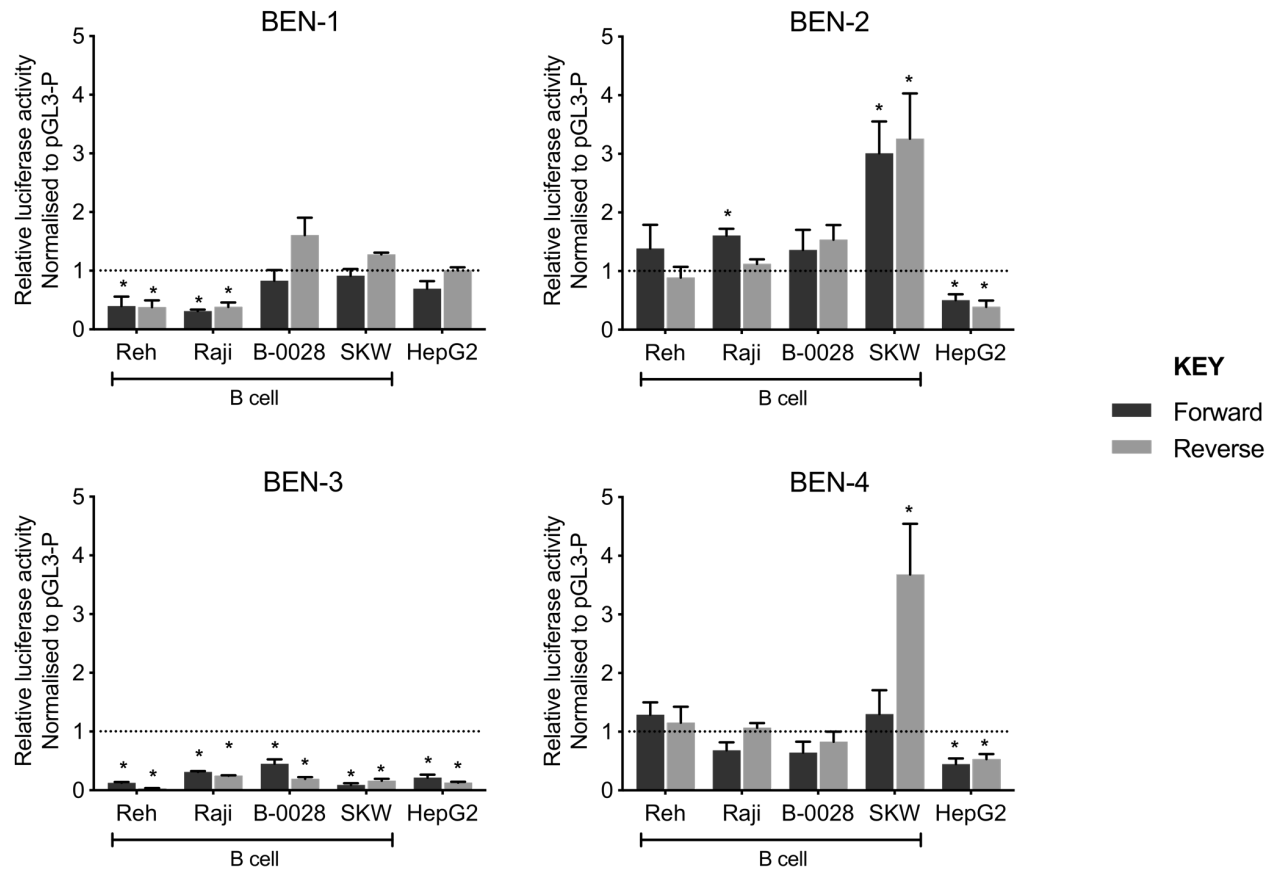 BEN-1
Relative luciferase activity
Normalised to pGL3-P
5
4
3
2
1
0
* * * *
Reh Raji B-0028 SKW HepG2
B cell
BEN-2
Relative luciferase activity
Normalised to pGL3-P
5
4
3
2
1
0
* * * * *
Reh Raji B-0028 SKW HepG2
B cell
KEY
Forward
Reverse
BEN-3
Relative luciferase activity
Normalised to pGL3-P
5
4
3
2
1
0
* * * * * * * * * *
Reh Raji B-0028 SKW HepG2
B cell
BEN-4
Relative luciferase activity
Normalised to pGL3-P
5
4
3
2
1
0
* * *
Reh Raji B-0028 SKW HepG2
B cell